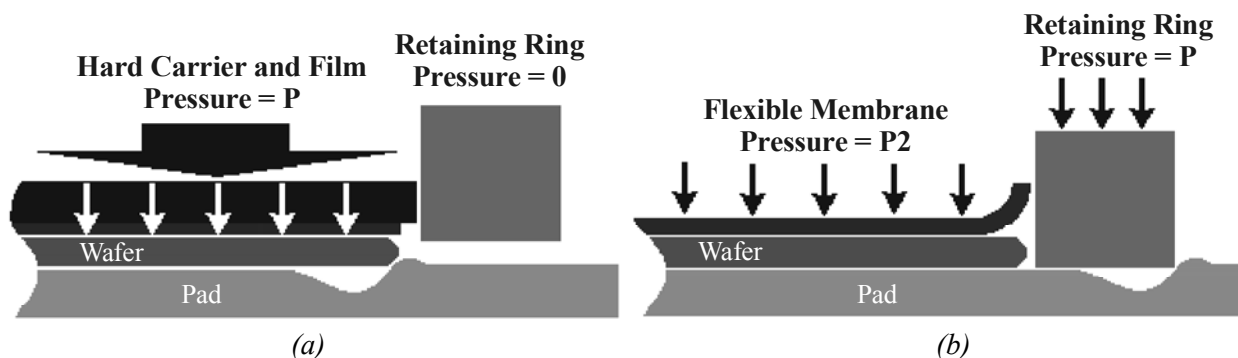 Hard Carrier and Film
Pressure = P
Retaining Ring
Pressure = 0
Wafer
Pad
(a)
Flexible Membrane
Pressure = P2
Retaining Ring
Pressure = P
Wafer
Pad
(b)